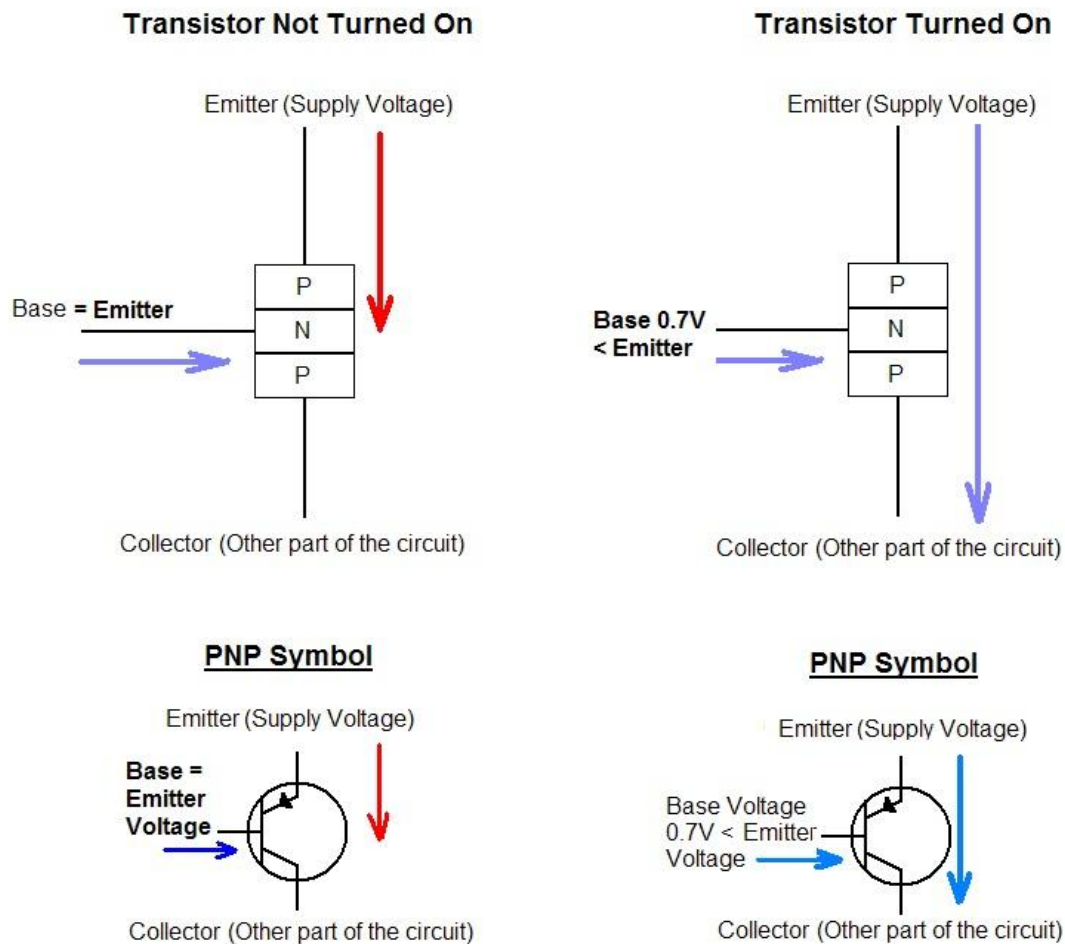 Transistor Not Turned On
Emitter (Supply Voltage)
P
Base = Emitter
N
P
Collector (Other part of the circuit)
Transistor Turned On
Emitter (Supply Voltage)
P
Base 0.7V
< Emitter
N
P
Collector (Other part of the circuit)
PNP Symbol
Emitter (Supply Voltage)
Base =
Emitter
Voltage
Collector (Other part of the circuit)
PNP Symbol
Emitter (Supply Voltage)
Base Voltage
0.7V < Emitter
Voltage
Collector (Other part of the circuit)